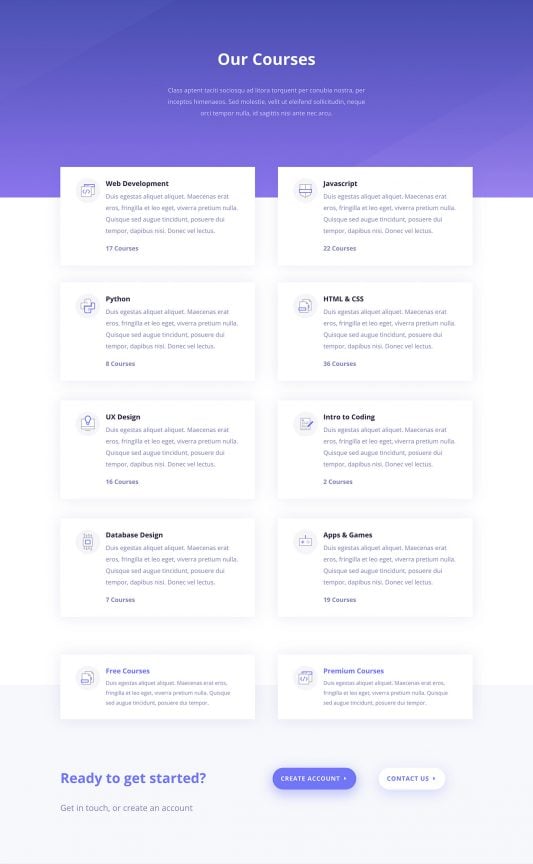 Our Courses
Class aptent taciti sociosqu ad litora torquent per conubia nostra, per
inceptos himenaeos. Sed molestie, velit ut eleifend sollicitudin, neque
orci tempor nulla, id sagittis nisi ante nec arcu.
Web Development
Duis egestas aliquet aliquet. Maecenas erat
eros, fringilla et leo eget, viverra pretium nulla.
Quisque sed augue tincidunt, posuere dui
tempor, dapibus nisi. Donec vel lectus.
17 Courses
Javascript
Duis egestas aliquet aliquet. Maecenas erat
eros, fringilla et leo eget, viverra pretium nulla.
Quisque sed augue tincidunt, posuere dui
tempor, dapibus nisi. Donec vel lectus.
22 Courses
Python
Duis egestas aliquet aliquet. Maecenas erat
eros, fringilla et leo eget, viverra pretium nulla.
Quisque sed augue tincidunt, posuere dui
tempor, dapibus nisi. Donec vel lectus.
8 Courses
HTML & CSS
Duis egestas aliquet aliquet. Maecenas erat
eros, fringilla et leo eget, viverra pretium nulla.
Quisque sed augue tincidunt, posuere dui
tempor, dapibus nisi. Donec vel lectus.
36 Courses
UX Design
Duis egestas aliquet aliquet. Maecenas erat
eros, fringilla et leo eget, viverra pretium nulla.
Quisque sed augue tincidunt, posuere dui
tempor, dapibus nisi. Donec vel lectus.
16 Courses
Intro to Coding
Duis egestas aliquet aliquet. Maecenas erat
eros, fringilla et leo eget, viverra pretium nulla.
Quisque sed augue tincidunt, posuere dui
tempor, dapibus nisi. Donec vel lectus.
2 Courses
Database Design
Duis egestas aliquet aliquet. Maecenas erat
eros, fringilla et leo eget, viverra pretium nulla.
Quisque sed augue tincidunt, posuere dui
tempor, dapibus nisi. Donec vel lectus.
7 Courses
Apps & Games
Duis egestas aliquet aliquet. Maecenas erat
eros, fringilla et leo eget, viverra pretium nulla.
Quisque sed augue tincidunt, posuere dui
tempor, dapibus nisi. Donec vel lectus.
19 Courses
Free Courses
Duis egestas aliquet aliquet. Maecenas erat eros,
fringilla et leo eget, viverra pretium nulla. Quisque
sed augue tincidunt, posuere dui tempor.
Premium Courses
Duis egestas aliquet aliquet. Maecenas erat eros,
fringilla et leo eget, viverra pretium nulla. Quisque
sed augue tincidunt, posuere dui tempor.
Ready to get started?
Get in touch, or create an account
CREATE ACCOUNT
CONTACT US